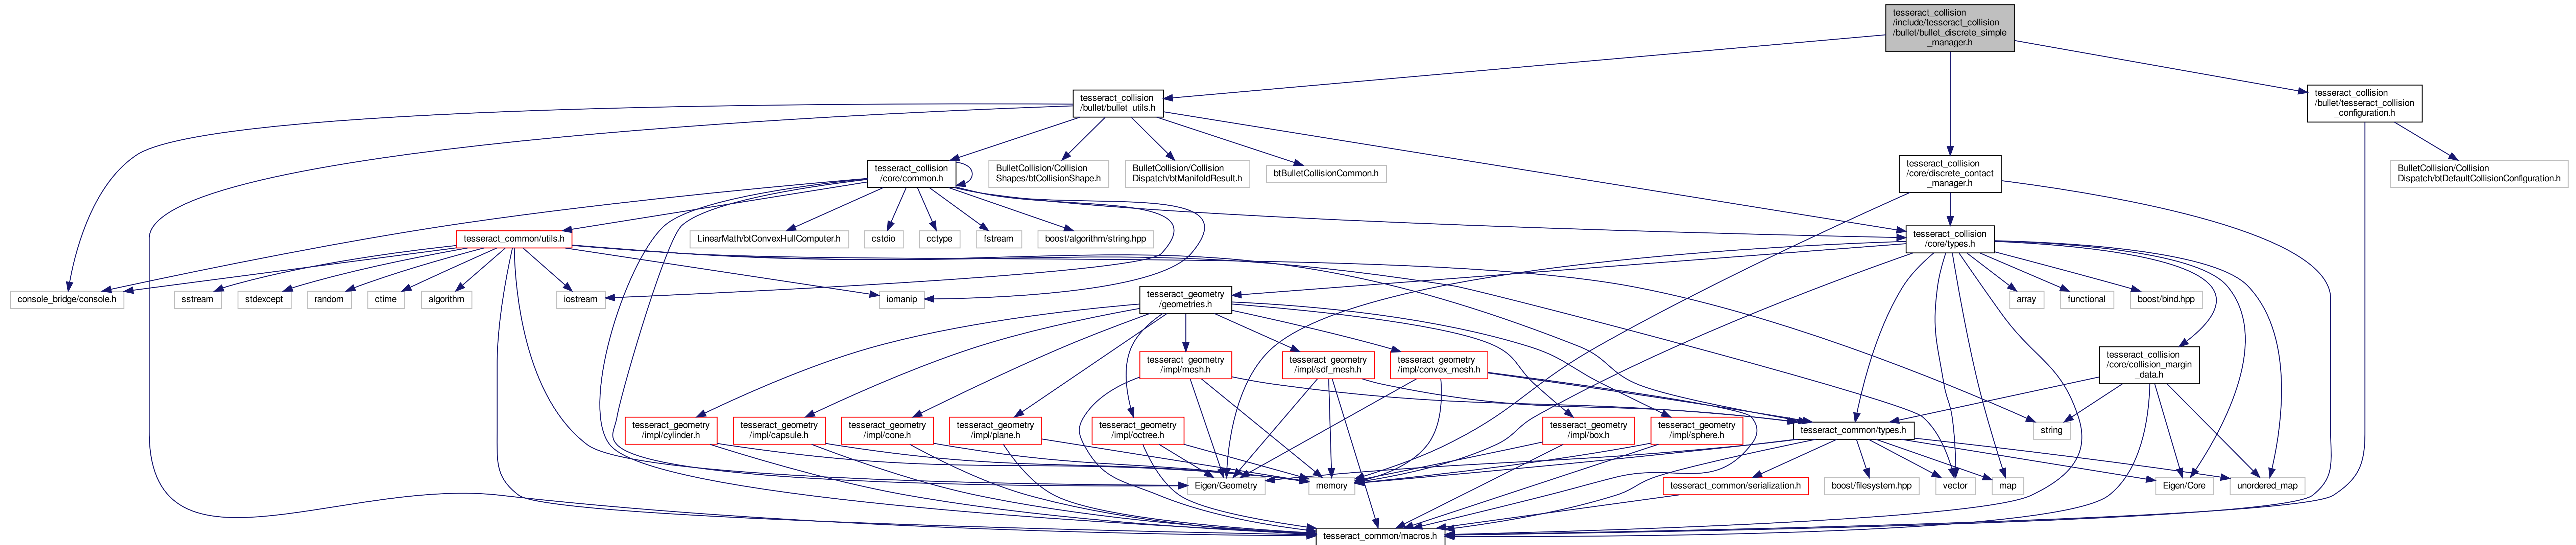 tesseract_collision
/include/tesseract_collision
/bullet/bullet_discrete_simple
_manager.h
tesseract_collision
/bullet/bullet_utils.h
tesseract_collision
/bullet/tesseract_collision
_configuration.h
tesseract_collision
/core/common.h
BulletCollision/Collision
Shapes/btCollisionShape.h
BulletCollision/Collision
Dispatch/btManifoldResult.h
btBulletCollisionCommon.h
tesseract_collision
/core/discrete_contact
_manager.h
BulletCollision/Collision
Dispatch/btDefaultCollisionConfiguration.h
tesseract_common/utils.h
LinearMath/btConvexHullComputer.h
cstdio
cctype
fstream
boost/algorithm/string.hpp
tesseract_collision
/core/types.h
console_bridge/console.h
sstream
stdexcept
random
ctime
algorithm
iostream
iomanip
tesseract_geometry
/geometries.h
array
functional
boost/bind.hpp
tesseract_geometry
/impl/mesh.h
tesseract_geometry
/impl/sdf_mesh.h
tesseract_geometry
/impl/convex_mesh.h
tesseract_collision
/core/collision_margin
_data.h
tesseract_geometry
/impl/cylinder.h
tesseract_geometry
/impl/capsule.h
tesseract_geometry
/impl/cone.h
tesseract_geometry
/impl/plane.h
tesseract_geometry
/impl/octree.h
tesseract_geometry
/impl/box.h
tesseract_geometry
/impl/sphere.h
tesseract_common/types.h
string
Eigen/Geometry
memory
tesseract_common/serialization.h
boost/filesystem.hpp
vector
map
Eigen/Core
unordered_map
tesseract_common/macros.h